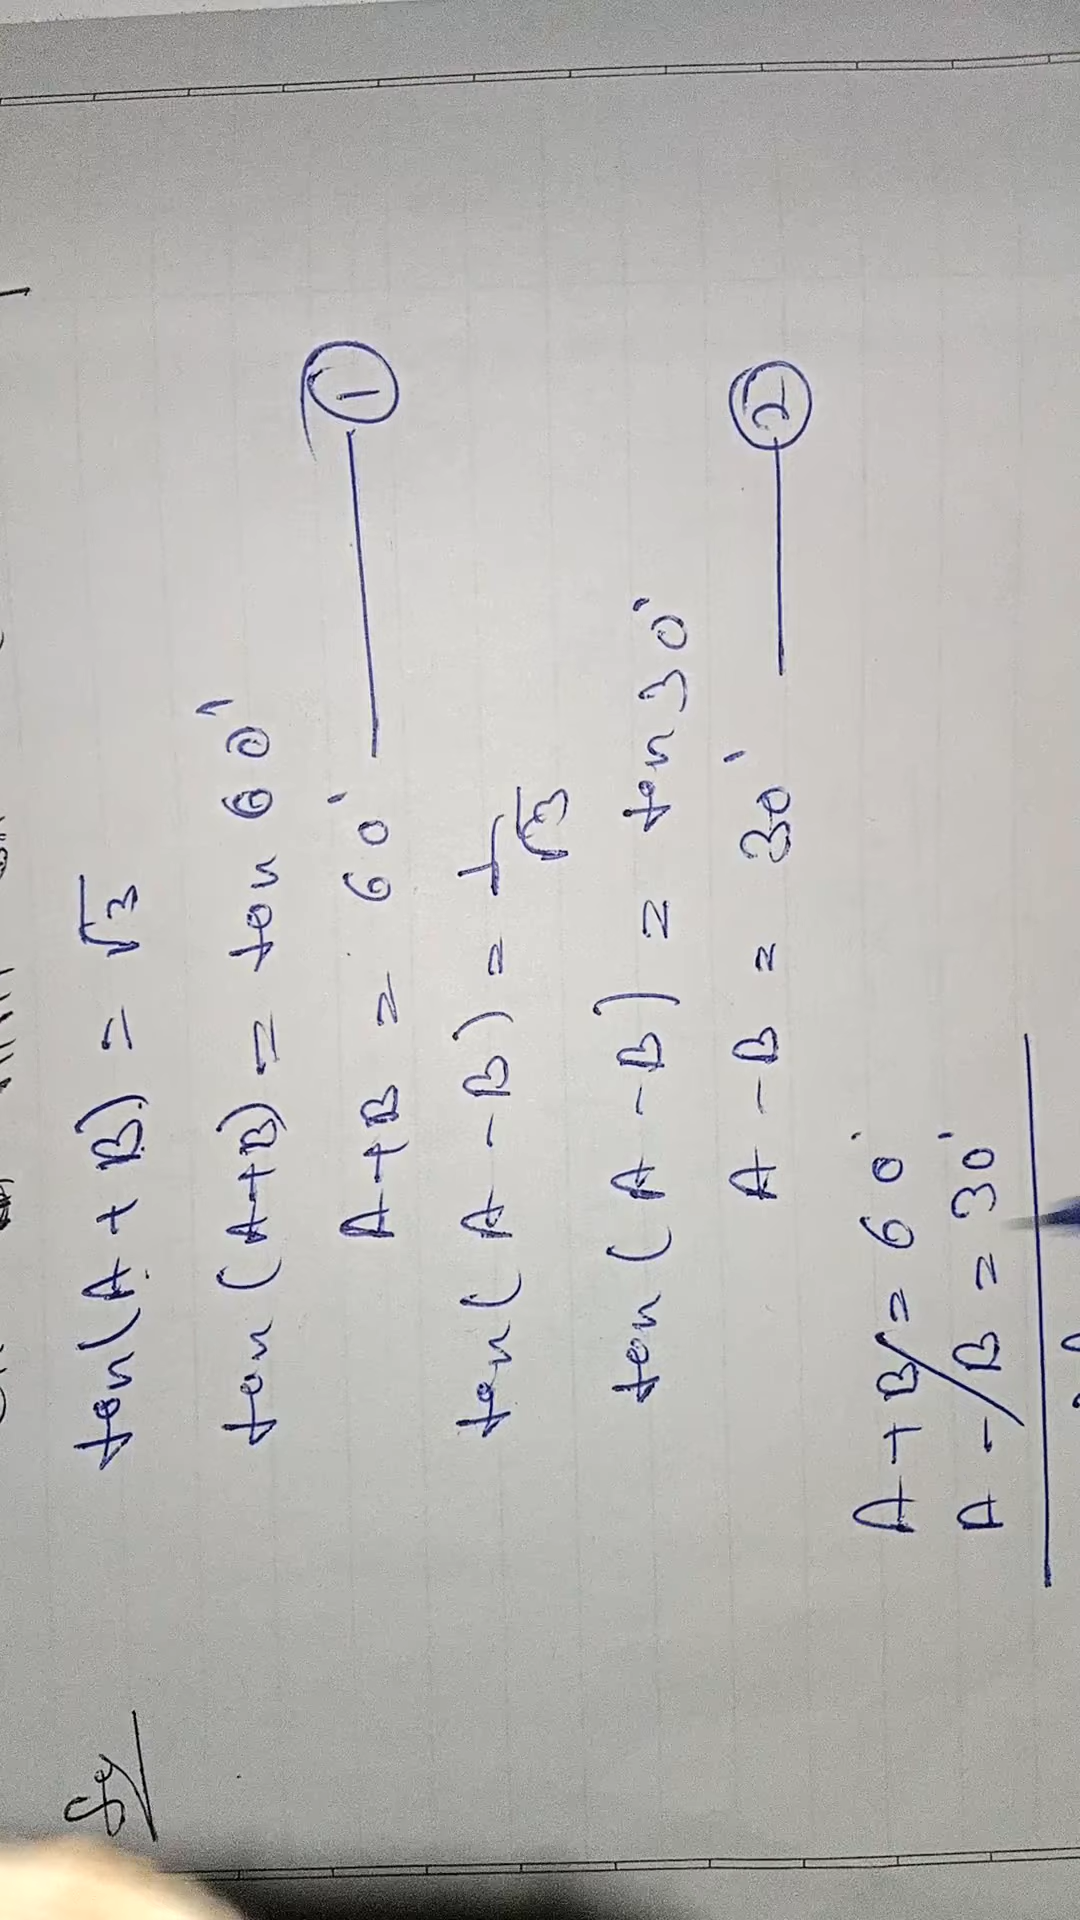 Sol
tan(A + B) = √3
tan (A+B) = tan 60°
A+B = 60° — ①
tan(A - B) = 1/√3
tan (A - B) = tan 30°
A - B = 30° — ②
A + B = 60°
A - B = 30°